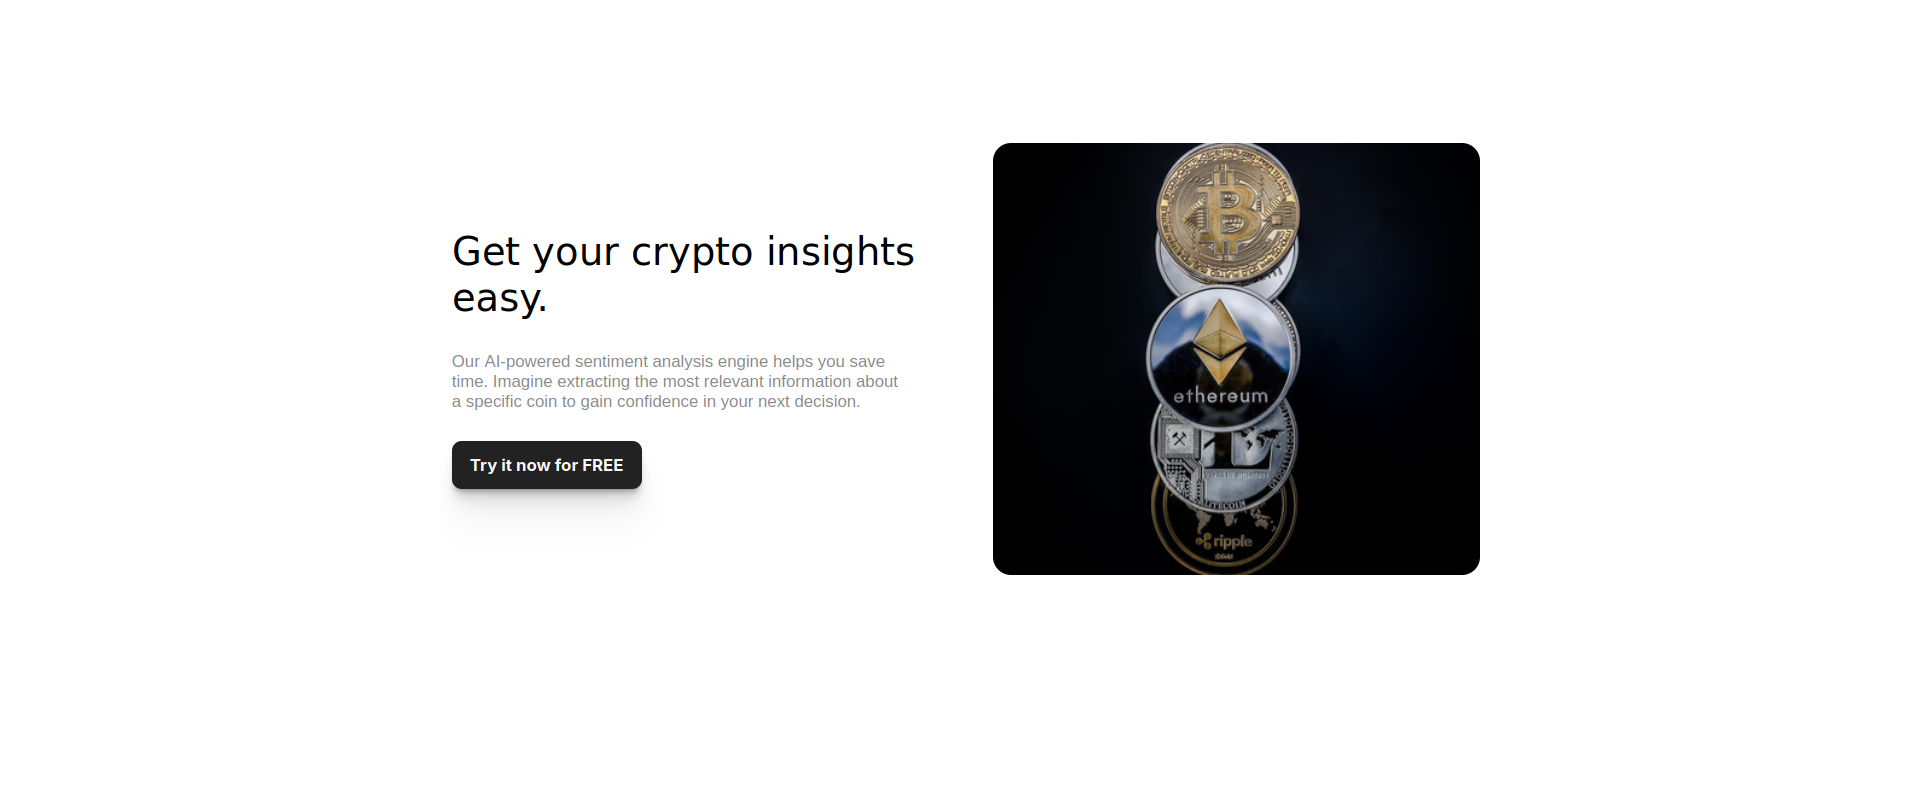 Get your crypto insights
easy.
Our AI-powered sentiment analysis engine helps you save
time. Imagine extracting the most relevant information about
a specific coin to gain confidence in your next decision.
Try it now for FREE
ethereum
LITECOIN
ripple